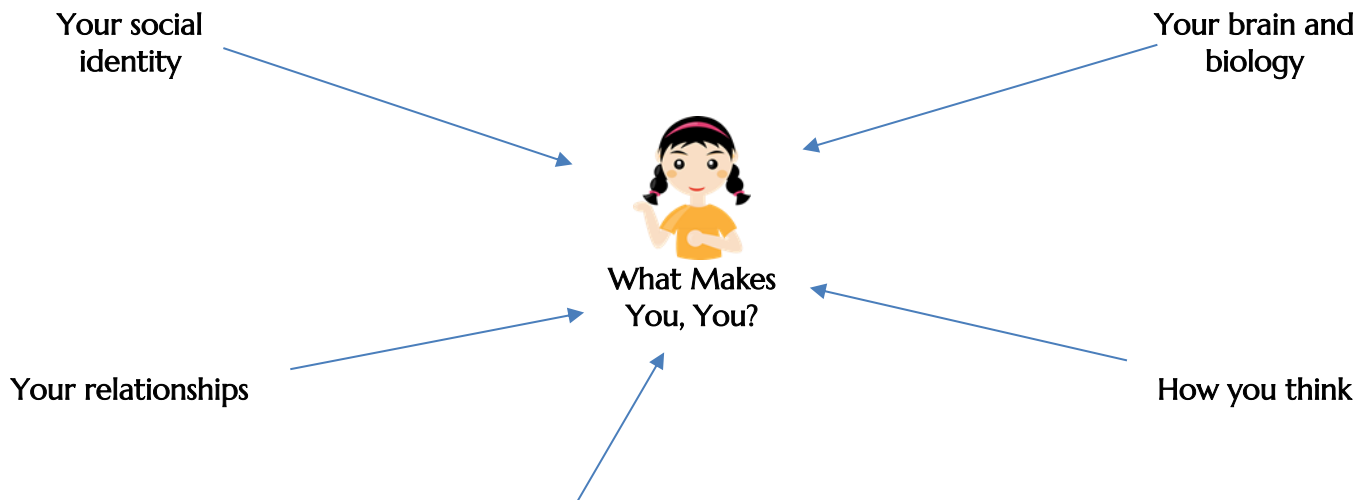 Your social
identity
Your brain and
biology
What Makes
You, You?
Your relationships
How you think